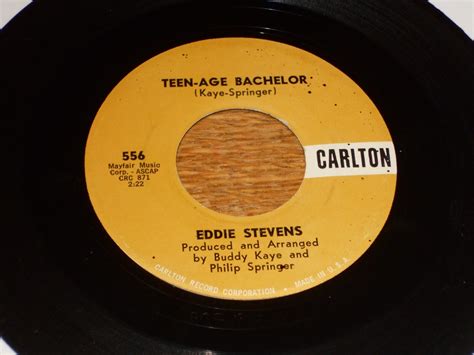 TEEN-AGE BACHELOR
(Kaye-Springer)
556
Mayfair Music
Corp. - ASCAP
CRC 871
2:22
CARLTON
EDDIE STEVENS
Produced and Arranged
by Buddy Kaye and
Philip Springer
CARLTON RECORD CORPORATION - MADE IN U.S.A.